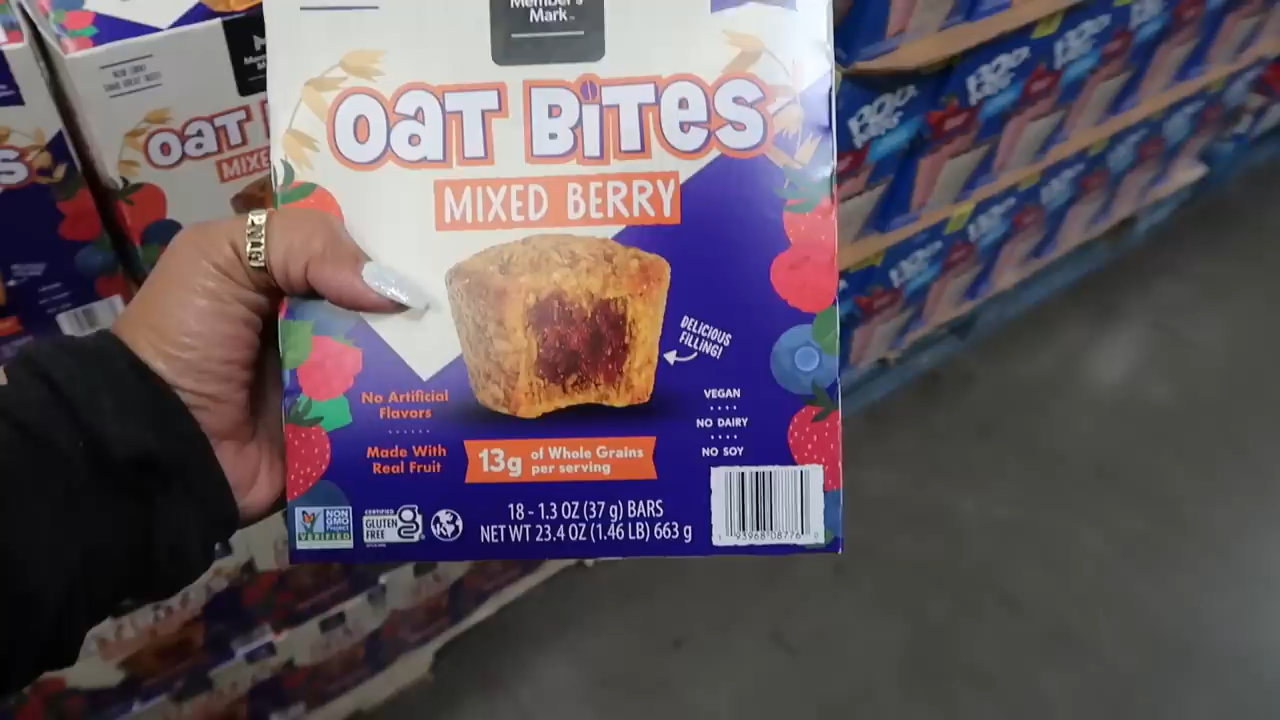 Member's
Mark
OAT BITES
MIXED BERRY
DELICIOUS
FILLING!
No Artificial
Flavors
Made With
Real Fruit
VEGAN
NO DAIRY
NO SOY
13g of Whole Grains
per serving
18 - 1.3 OZ (37 g) BARS
NET WT 23.4 OZ (1.46 LB) 663 g
NON
GMO
Project
VERIFIED
CERTIFIED
GLUTEN
FREE
OAT
MIXE